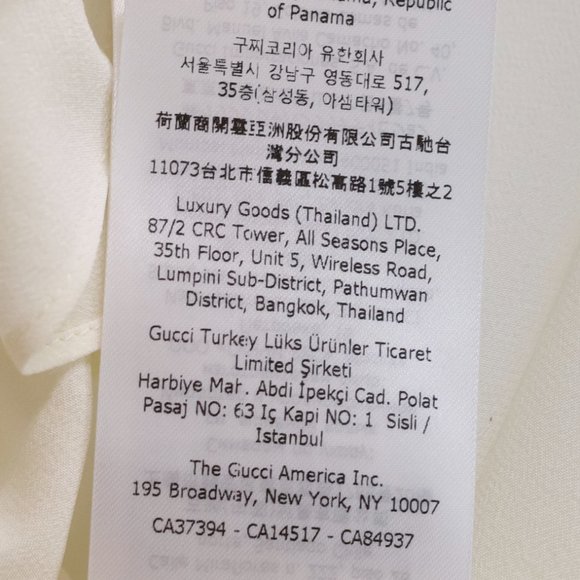 Republic
of Panama
구찌코리아 유한회사
서울특별시 강남구 영동대로 517,
35층(삼성동, 아셈타워)
荷蘭商開雲亞洲股份有限公司古馳台
灣分公司
11073台北市信義區松高路1號5樓之2
Luxury Goods (Thailand) LTD.
87/2 CRC Tower, All Seasons Place,
35th Floor, Unit 5, Wireless Road,
Lumpini Sub-District, Pathumwan
District, Bangkok, Thailand
Gucci Turkey Lüks Ürünler Ticaret
Limited Şirketi
Harbiye Mah. Abdi İpekçi Cad. Polat
Pasaj NO: 63 Iç Kapi NO: 1 Sisli /
Istanbul
The Gucci America Inc.
195 Broadway, New York, NY 10007
CA37394 - CA14517 - CA84937